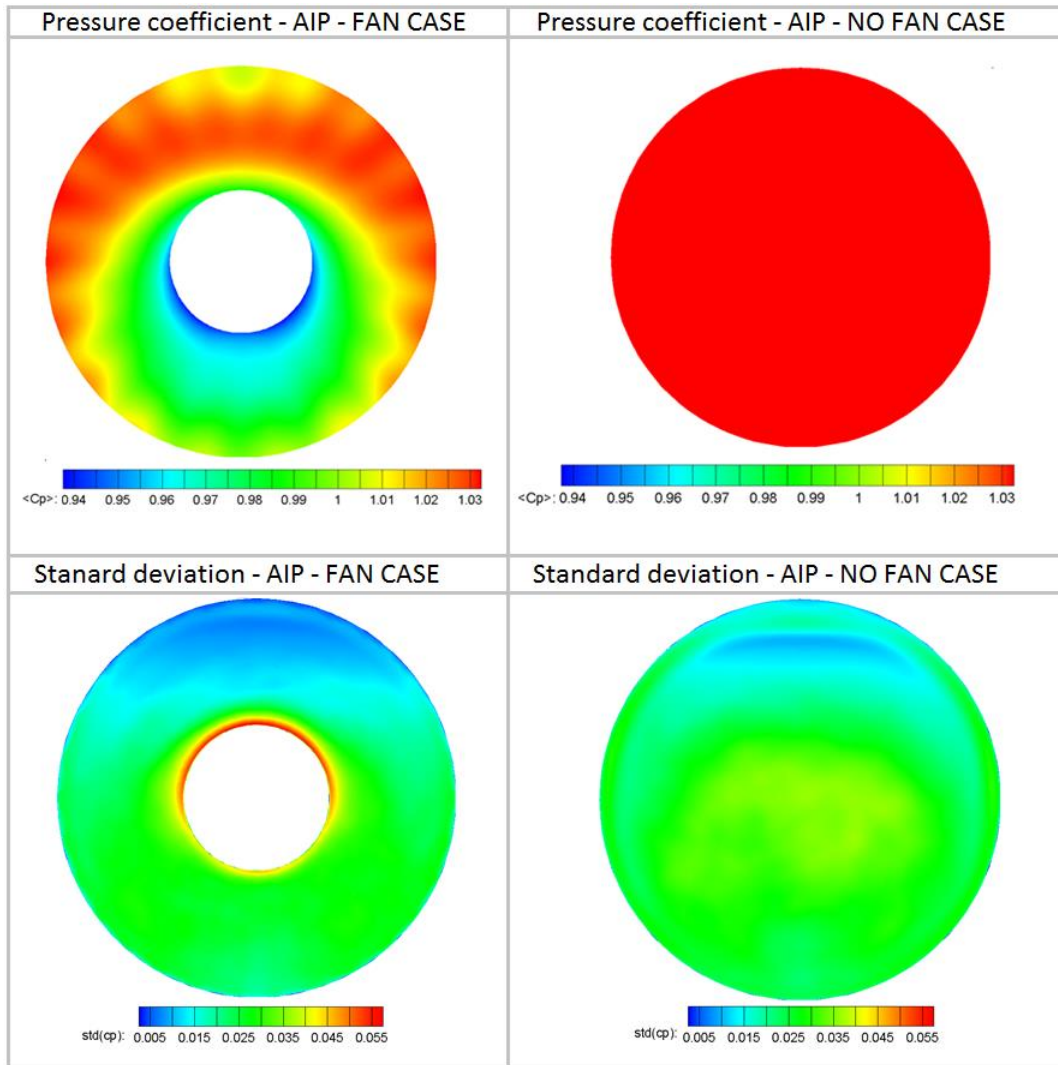 Pressure coefficient - AIP - FAN CASE
Pressure coefficient - AIP - NO FAN CASE
<Cp>: 0.94 0.95 0.96 0.97 0.98 0.99 1 1.01 1.02 1.03
<Cp>: 0.94 0.95 0.96 0.97 0.98 0.99 1 1.01 1.02 1.03
Stanard deviation - AIP - FAN CASE
Standard deviation - AIP - NO FAN CASE
std(cp): 0.005 0.015 0.025 0.035 0.045 0.055
std(cp): 0.005 0.015 0.025 0.035 0.045 0.055